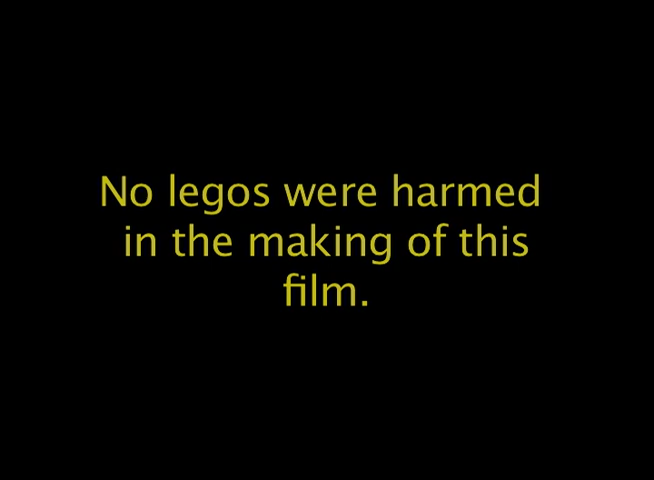 No legos were harmed
in the making of this
film.